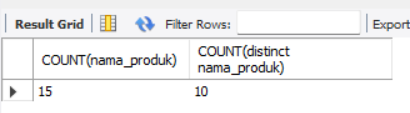 Result Grid Filter Rows: Export
COUNT(nama_produk) COUNT(distinct
nama_produk)
15 10